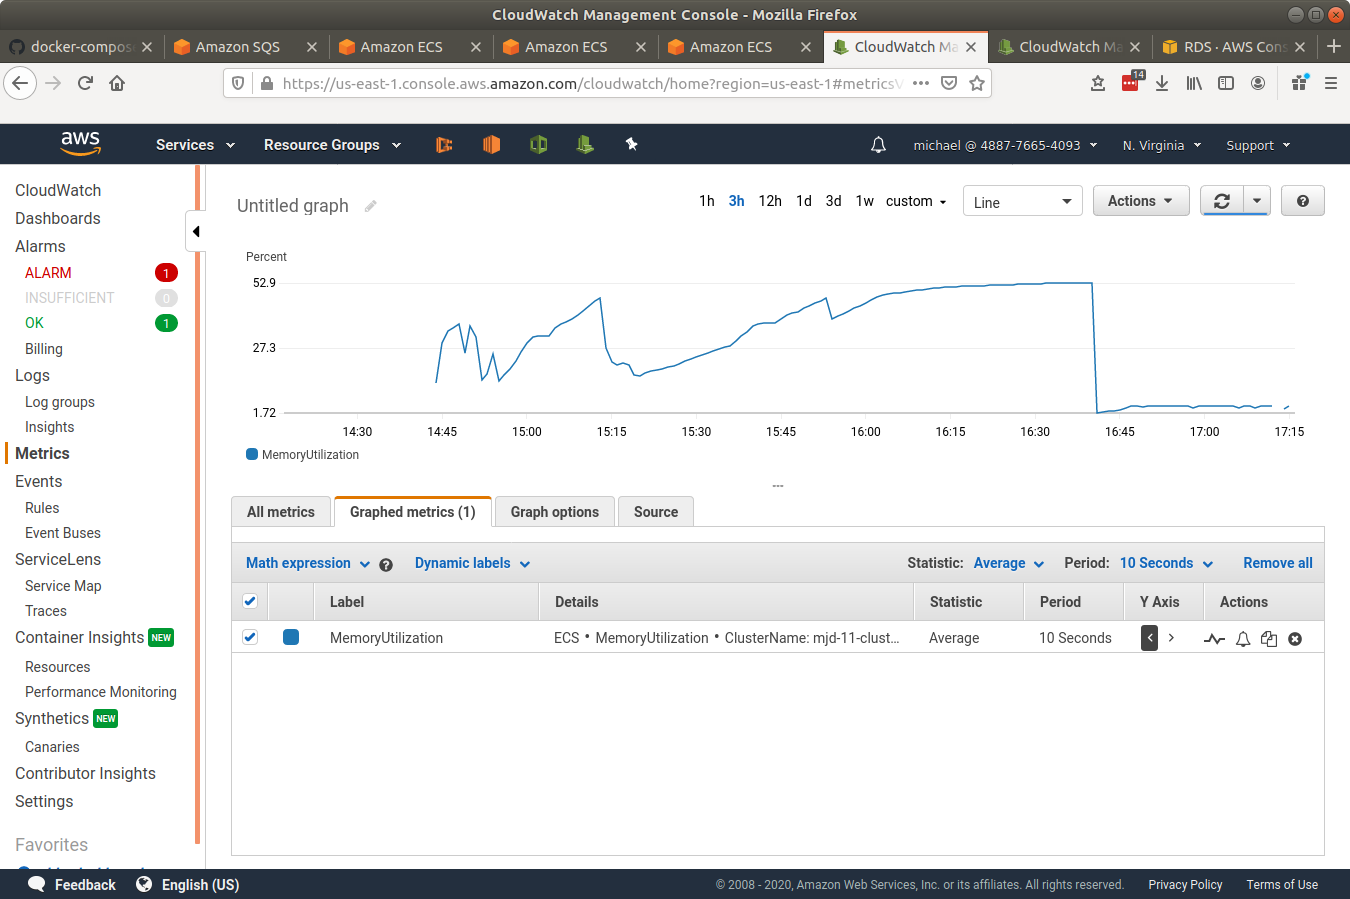 CloudWatch Management Console - Mozilla Firefox
docker-compos
Amazon SQS
Amazon ECS
Amazon ECS
Amazon ECS
CloudWatch Ma
CloudWatch Ma
RDS · AWS Cons
https://us-east-1.console.aws.amazon.com/cloudwatch/home?region=us-east-1#metricsV
14
aws
Services
Resource Groups
michael @ 4887-7665-4093
N. Virginia
Support
CloudWatch
Dashboards
Alarms
ALARM 1
INSUFFICIENT 0
OK 1
Billing
Logs
Log groups
Insights
Metrics
Events
Rules
Event Buses
ServiceLens
Service Map
Traces
Container Insights NEW
Resources
Performance Monitoring
Synthetics NEW
Canaries
Contributor Insights
Settings
Favorites
Untitled graph
1h 3h 12h 1d 3d 1w custom
Line
Actions
?
Percent
52.9
27.3
1.72
14:30 14:45 15:00 15:15 15:30 15:45 16:00 16:15 16:30 16:45 17:00 17:15
MemoryUtilization
All metrics
Graphed metrics (1)
Graph options
Source
Math expression ?
Dynamic labels
Statistic: Average
Period: 10 Seconds
Remove all
Label Details Statistic Period Y Axis Actions
MemoryUtilization ECS • MemoryUtilization • ClusterName: mjd-11-clust... Average 10 Seconds < >
Feedback
English (US)
© 2008 - 2020, Amazon Web Services, Inc. or its affiliates. All rights reserved.
Privacy Policy
Terms of Use